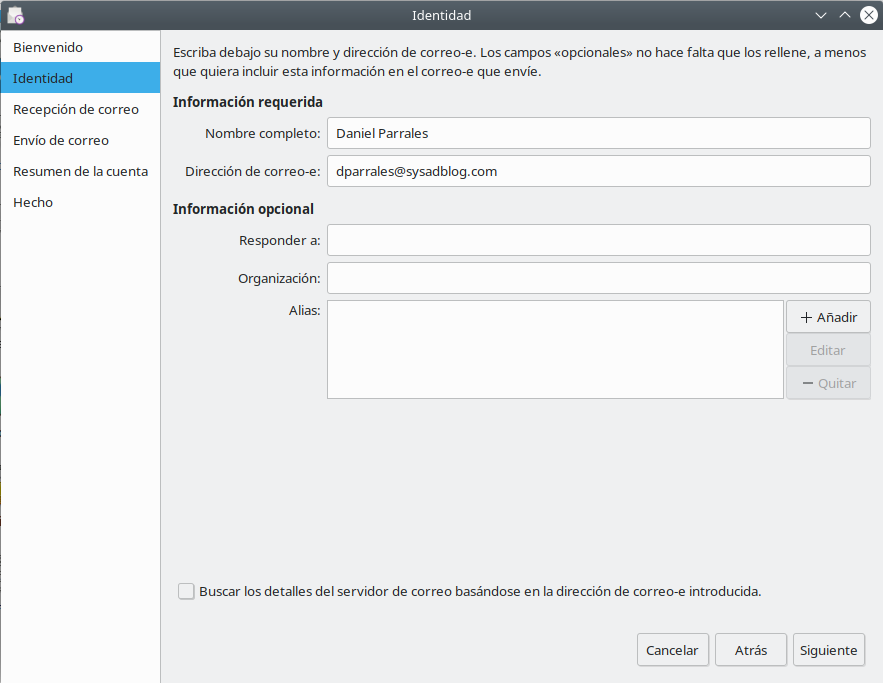 Identidad
Bienvenido
Identidad
Recepción de correo
Envío de correo
Resumen de la cuenta
Hecho
Escriba debajo su nombre y dirección de correo-e. Los campos «opcionales» no hace falta que los rellene, a menos
que quiera incluir esta información en el correo-e que envíe.
Información requerida
Nombre completo: Daniel Parrales
Dirección de correo-e: dparrales@sysadblog.com
Información opcional
Responder a:
Organización:
Alias:
+ Añadir
Editar
− Quitar
Buscar los detalles del servidor de correo basándose en la dirección de correo-e introducida.
Cancelar Atrás Siguiente